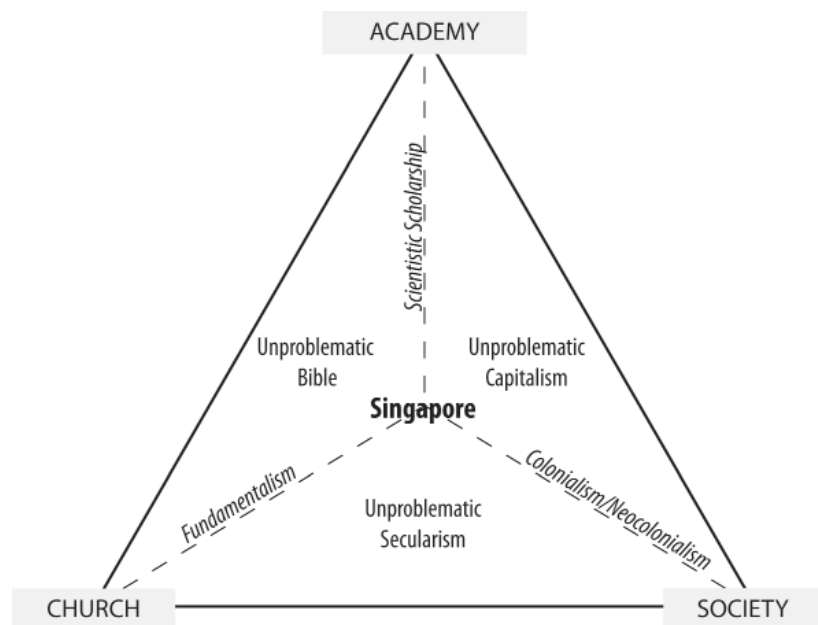 ACADEMY
Scientistic Scholarship
Unproblematic
Bible
Unproblematic
Capitalism
Singapore
Fundamentalism
Colonialism/Neocolonialism
Unproblematic
Secularism
CHURCH
SOCIETY